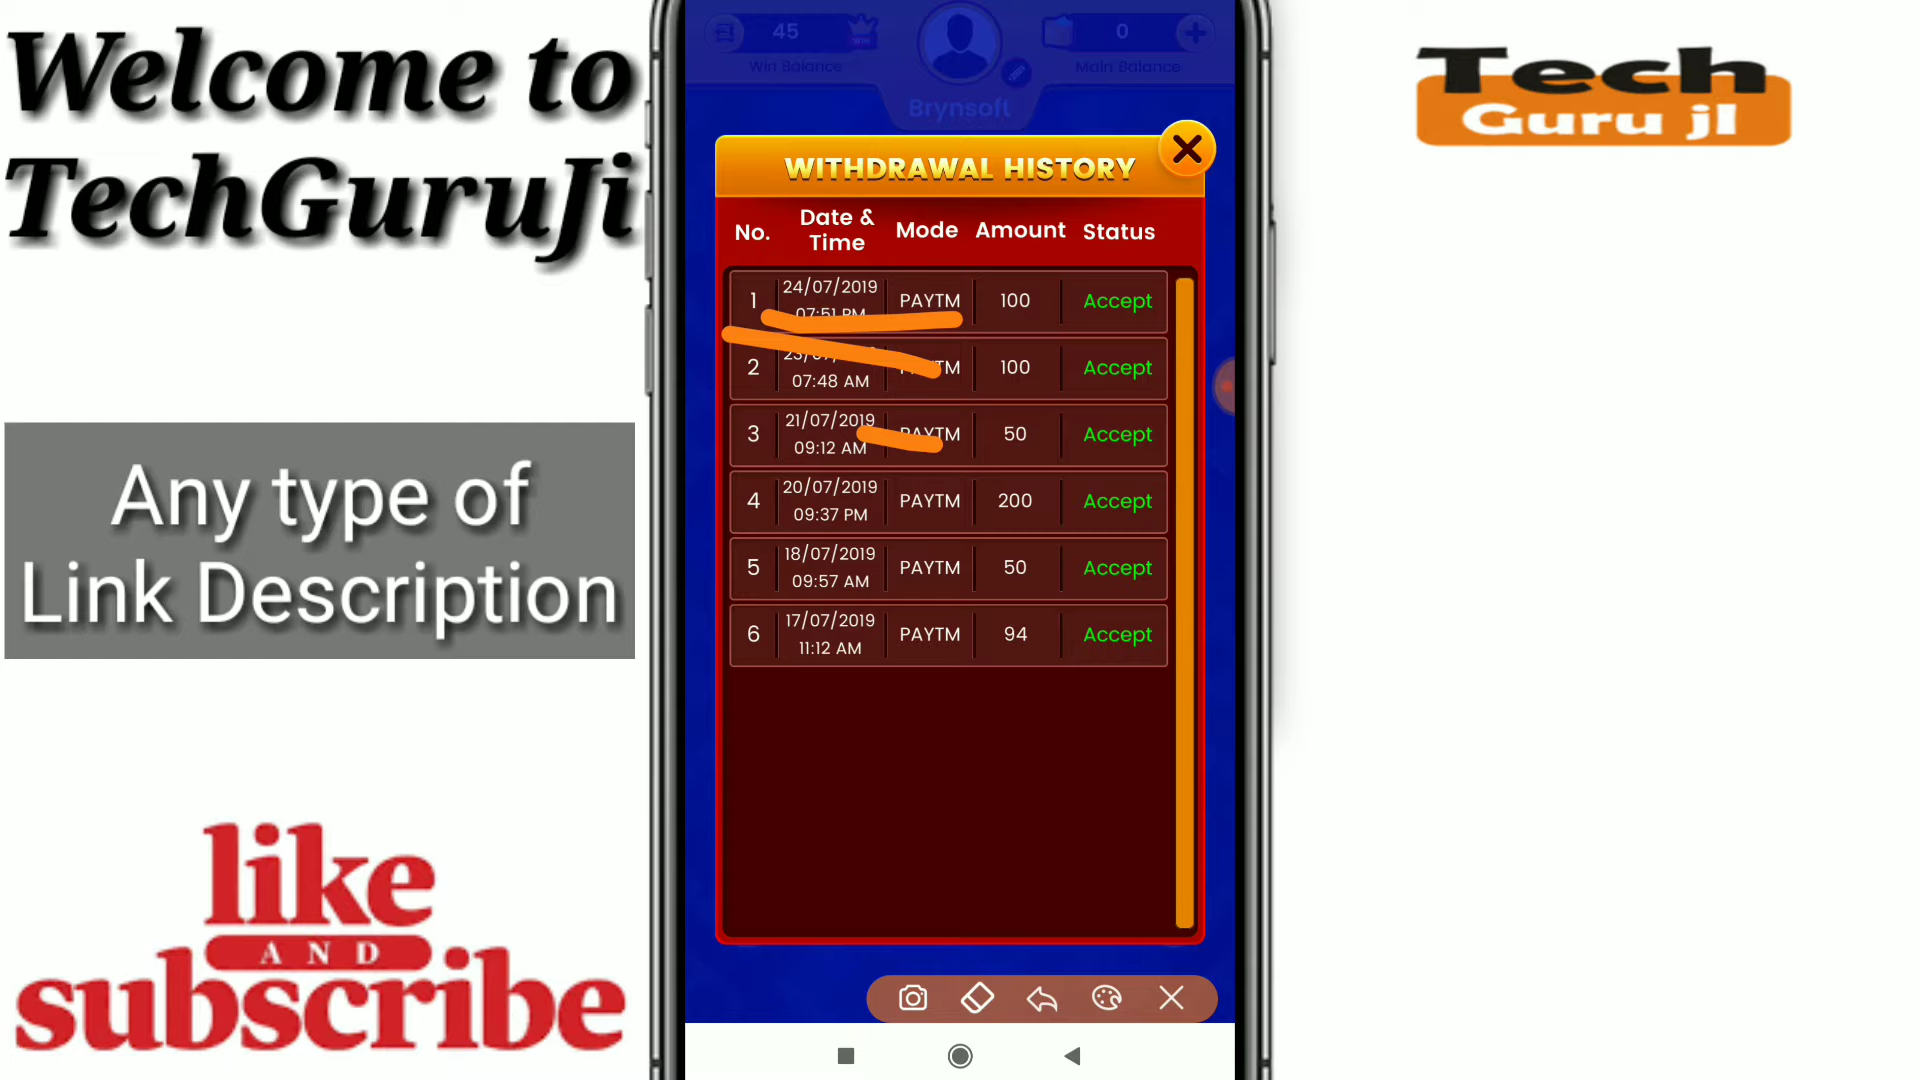 Welcome to
TechGuruJi
Any type of
Link Description
like
AND
subscribe
45
Win Balance
0
Main Balance
Brynsoft
WITHDRAWAL HISTORY
No. Date & Time Mode Amount Status
1 24/07/2019 07:51 PM PAYTM 100 Accept
2 07:48 AM 100 Accept
3 21/07/2019 09:12 AM PAYTM 50 Accept
4 20/07/2019 09:37 PM PAYTM 200 Accept
5 18/07/2019 09:57 AM PAYTM 50 Accept
6 17/07/2019 11:12 AM PAYTM 94 Accept
Tech
Guru jI